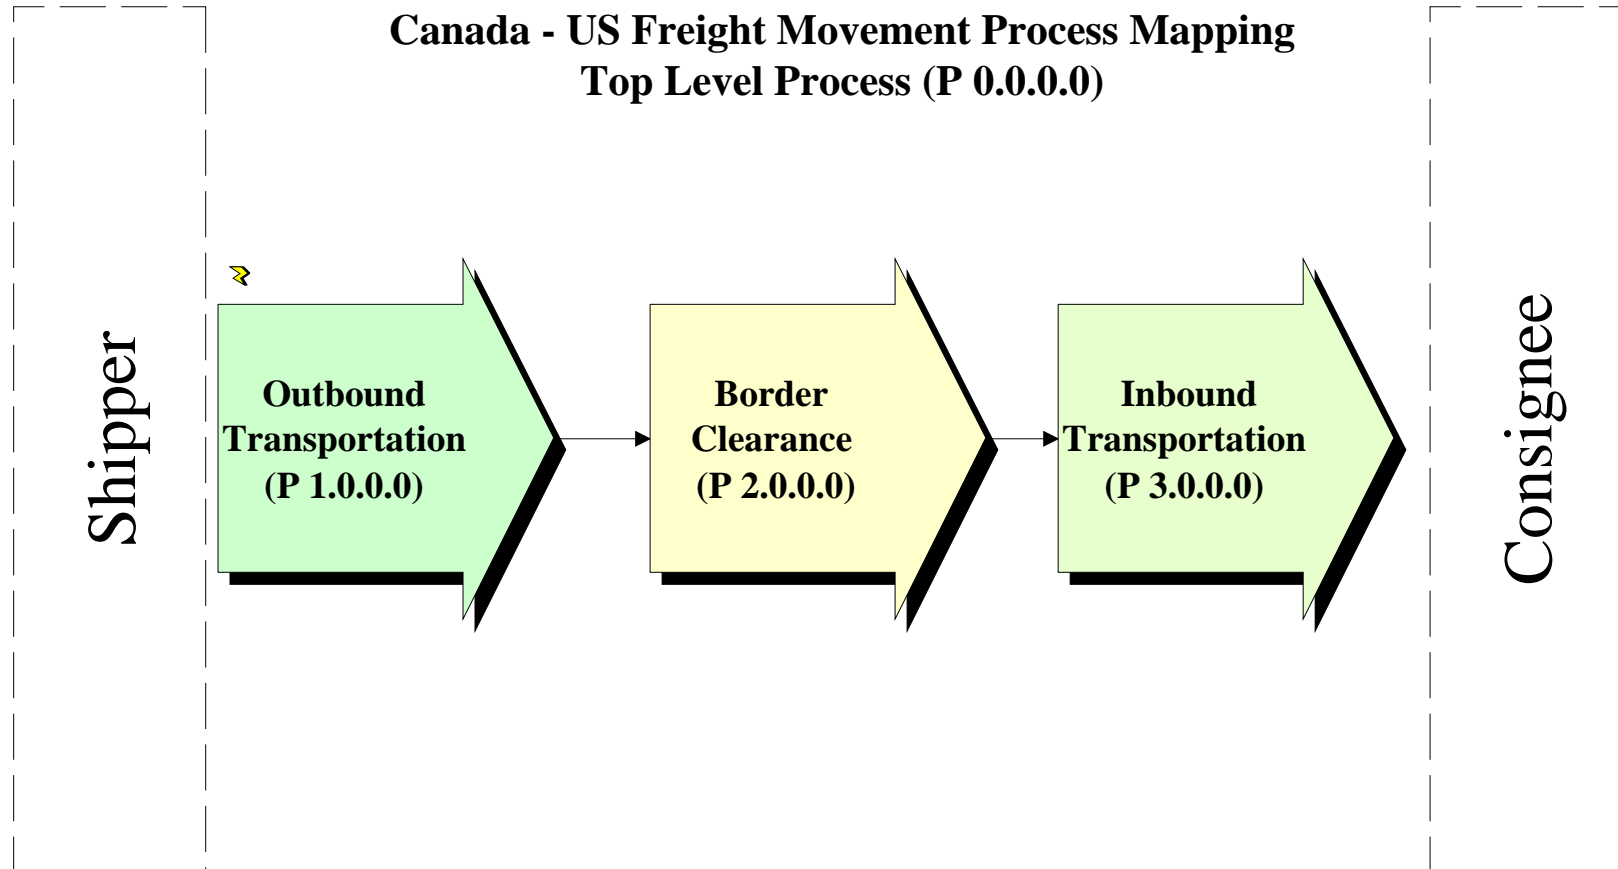 Canada - US Freight Movement Process Mapping
Top Level Process (P 0.0.0.0)
Shipper
Outbound
Transportation
(P 1.0.0.0)
Border
Clearance
(P 2.0.0.0)
Inbound
Transportation
(P 3.0.0.0)
Consignee